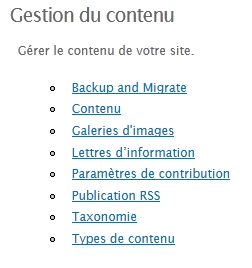 Gestion du contenu
Gérer le contenu de votre site.
Backup and Migrate
Contenu
Galeries d'images
Lettres d’information
Paramètres de contribution
Publication RSS
Taxonomie
Types de contenu